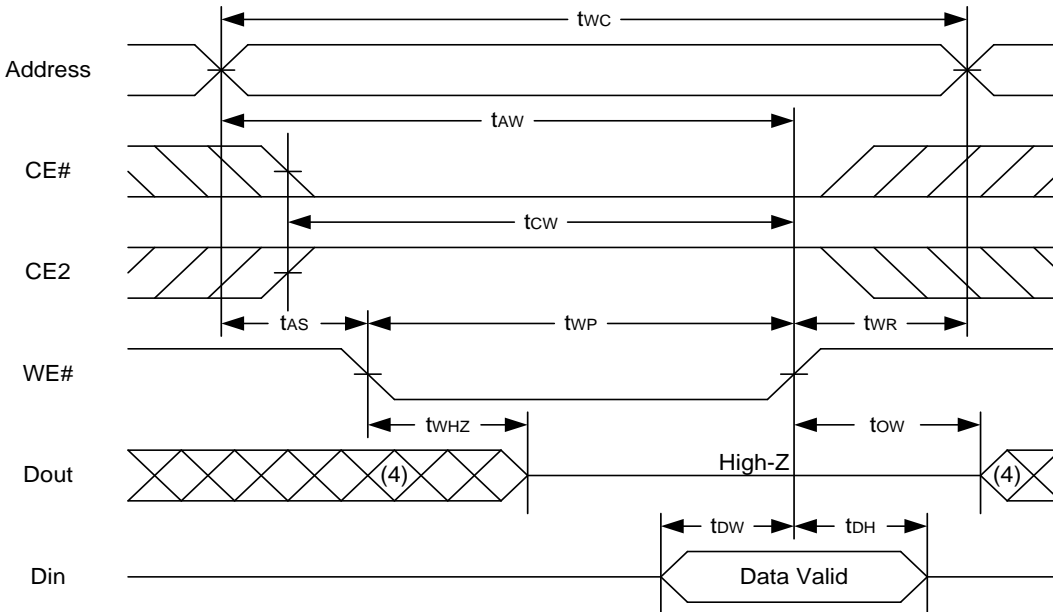 tWC
Address
tAW
CE#
tCW
CE2
tAS tWP tWR
WE#
tWHZ tOW
High-Z
Dout (4) (4)
tDW tDH
Din Data Valid